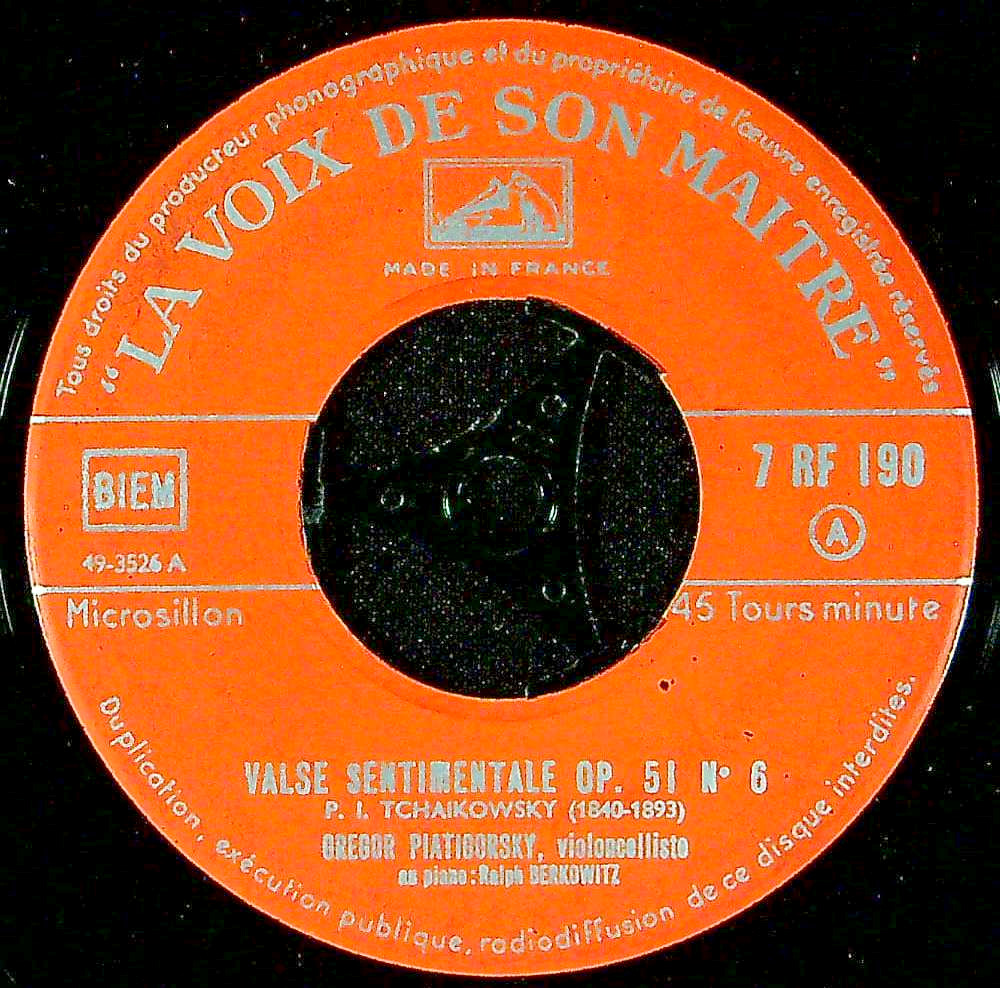 Tous droits du producteur phonographique et du propriétaire de l'œuvre enregistrée réservés
“LA VOIX DE SON MAITRE”
MADE IN FRANCE
BIEM
49-3526 A
7 RF 190
A
Microsillon
45 Tours minute
VALSE SENTIMENTALE OP. 51 N° 6
P. I. TCHAIKOWSKY (1840-1893)
GREGOR PIATIGORSKY, violoncelliste
au piano : Ralph BERKOWITZ
Duplication, exécution publique, radiodiffusion de ce disque interdites.